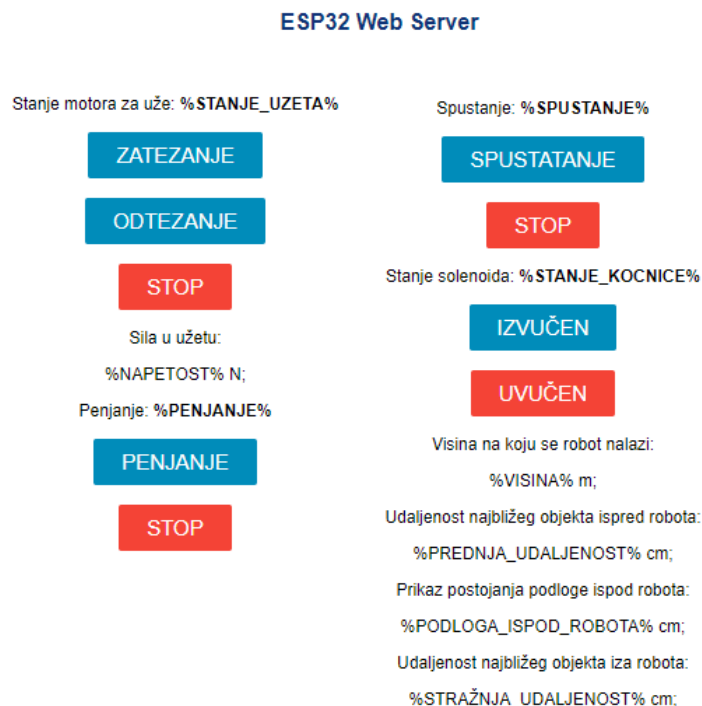 ESP32 Web Server
Stanje motora za uže: %STANJE_UZETA%
ZATEZANJE
ODTEZANJE
STOP
Sila u užetu:
%NAPETOST% N;
Penjanje: %PENJANJE%
PENJANJE
STOP
Spustanje: %SPUSTANJE%
SPUSTATANJE
STOP
Stanje solenoida: %STANJE_KOCNICE%
IZVUČEN
UVUČEN
Visina na koju se robot nalazi:
%VISINA% m;
Udaljenost najbližeg objekta ispred robota:
%PREDNJA_UDALJENOST% cm;
Prikaz postojanja podloge ispod robota:
%PODLOGA_ISPOD_ROBOTA% cm;
Udaljenost najbližeg objekta iza robota:
%STRAŽNJA_UDALJENOST% cm;